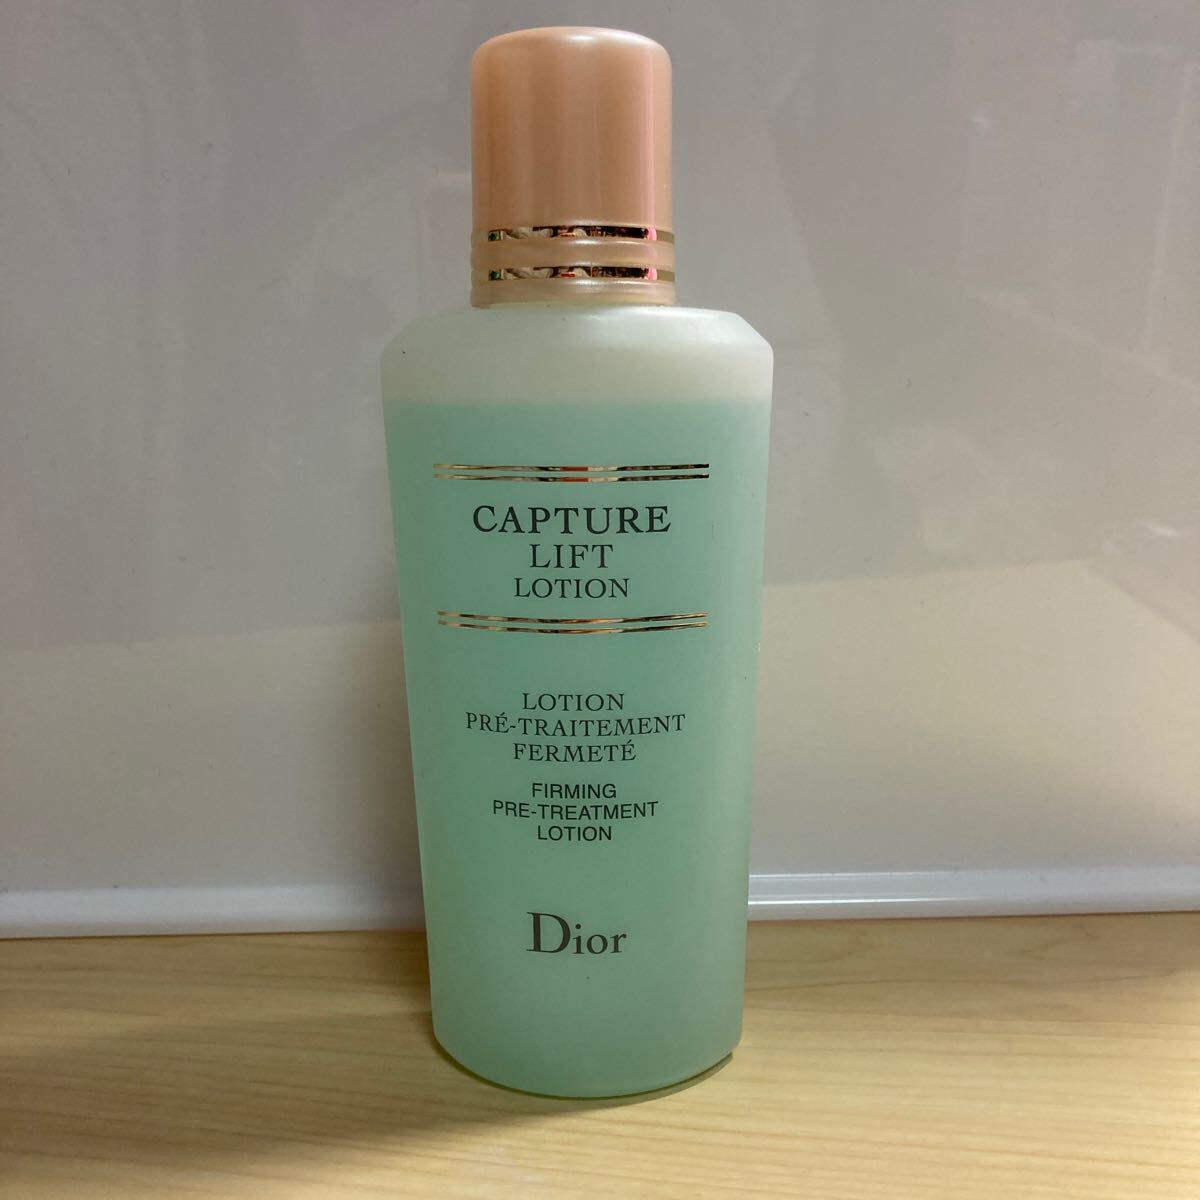 CAPTURE
LIFT
LOTION
LOTION
PRÉ-TRAITEMENT
FERMETÉ
FIRMING
PRE-TREATMENT
LOTION
Dior